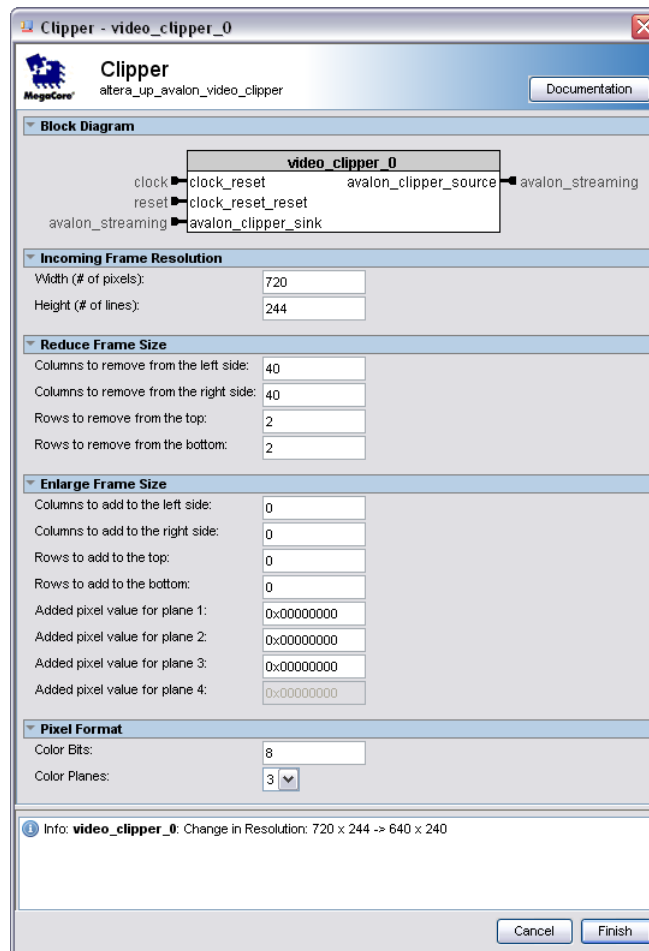 Clipper - video_clipper_0
MegaCore'
Clipper
altera_up_avalon_video_clipper
Documentation
Block Diagram
video_clipper_0
clock clock_reset avalon_clipper_source avalon_streaming
reset clock_reset_reset
avalon_streaming avalon_clipper_sink
Incoming Frame Resolution
Width (# of pixels): 720
Height (# of lines): 244
Reduce Frame Size
Columns to remove from the left side: 40
Columns to remove from the right side: 40
Rows to remove from the top: 2
Rows to remove from the bottom: 2
Enlarge Frame Size
Columns to add to the left side: 0
Columns to add to the right side: 0
Rows to add to the top: 0
Rows to add to the bottom: 0
Added pixel value for plane 1: 0x00000000
Added pixel value for plane 2: 0x00000000
Added pixel value for plane 3: 0x00000000
Added pixel value for plane 4: 0x00000000
Pixel Format
Color Bits: 8
Color Planes: 3
Info: video_clipper_0: Change in Resolution: 720 x 244 -> 640 x 240
Cancel Finish